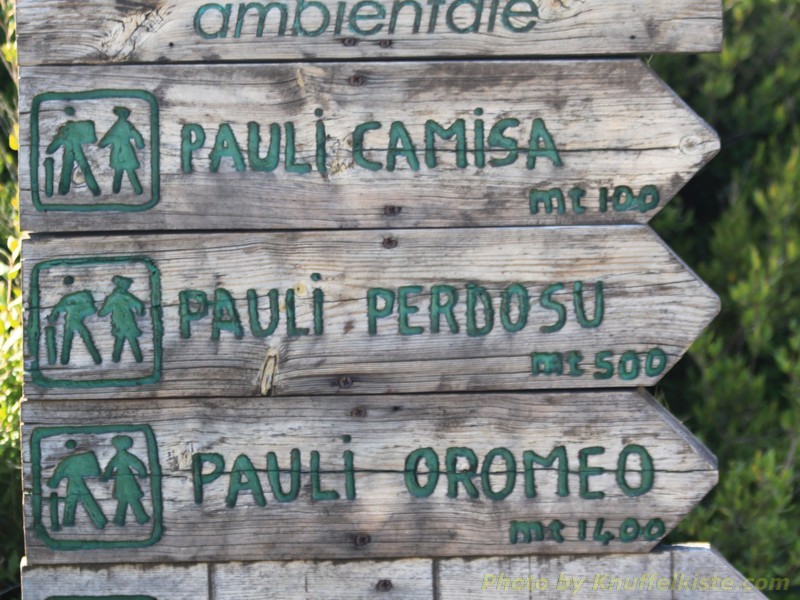 ambientale
PAULi CAMiSA
mt 100
PAULi PERDOSU
mt 500
PAULi OROMEO
mt 1400
Photo by Knuffelkiste.com